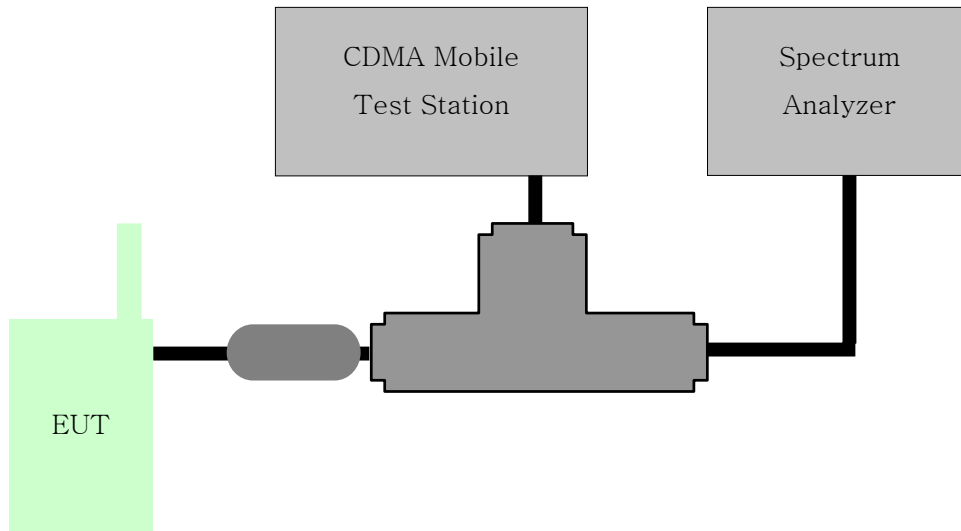 CDMA Mobile
Test Station
Spectrum
Analyzer
EUT